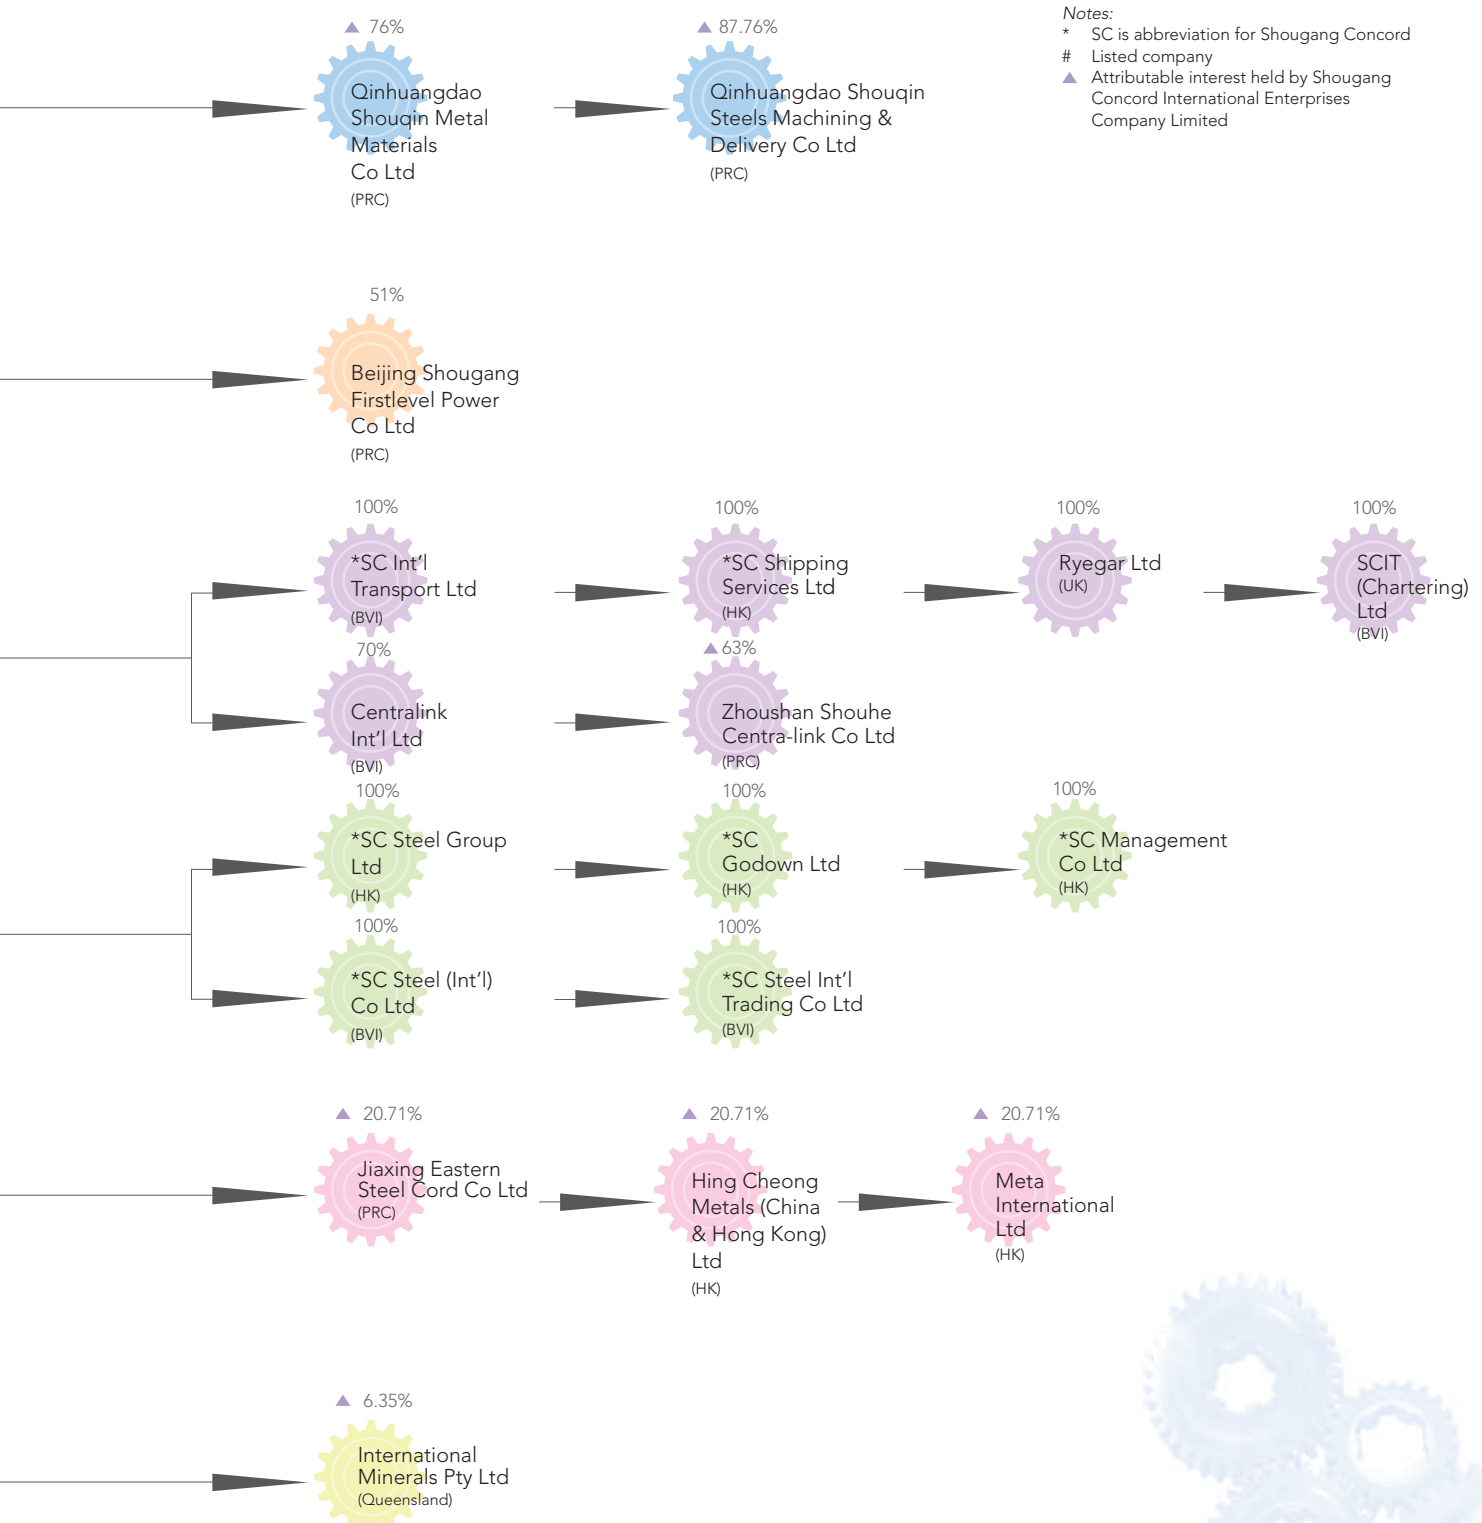 ▲ 76%
Qinhuangdao
Shouqin Metal
Materials
Co Ltd
(PRC)
▲ 87.76%
Qinhuangdao Shouqin
Steels Machining &
Delivery Co Ltd
(PRC)
Notes:
* SC is abbreviation for Shougang Concord
# Listed company
▲ Attributable interest held by Shougang
Concord International Enterprises
Company Limited
51%
Beijing Shougang
Firstlevel Power
Co Ltd
(PRC)
100%
*SC Int’l
Transport Ltd
(BVI)
100%
*SC Shipping
Services Ltd
(HK)
100%
Ryegar Ltd
(UK)
100%
SCIT
(Chartering)
Ltd
(BVI)
70%
Centralink
Int’l Ltd
(BVI)
▲ 63%
Zhoushan Shouhe
Centra-link Co Ltd
(PRC)
100%
*SC Steel Group
Ltd
(HK)
100%
*SC
Godown Ltd
(HK)
100%
*SC Management
Co Ltd
(HK)
100%
*SC Steel (Int’l)
Co Ltd
(BVI)
100%
*SC Steel Int’l
Trading Co Ltd
(BVI)
▲ 20.71%
Jiaxing Eastern
Steel Cord Co Ltd
(PRC)
▲ 20.71%
Hing Cheong
Metals (China
& Hong Kong)
Ltd
(HK)
▲ 20.71%
Meta
International
Ltd
(HK)
▲ 6.35%
International
Minerals Pty Ltd
(Queensland)